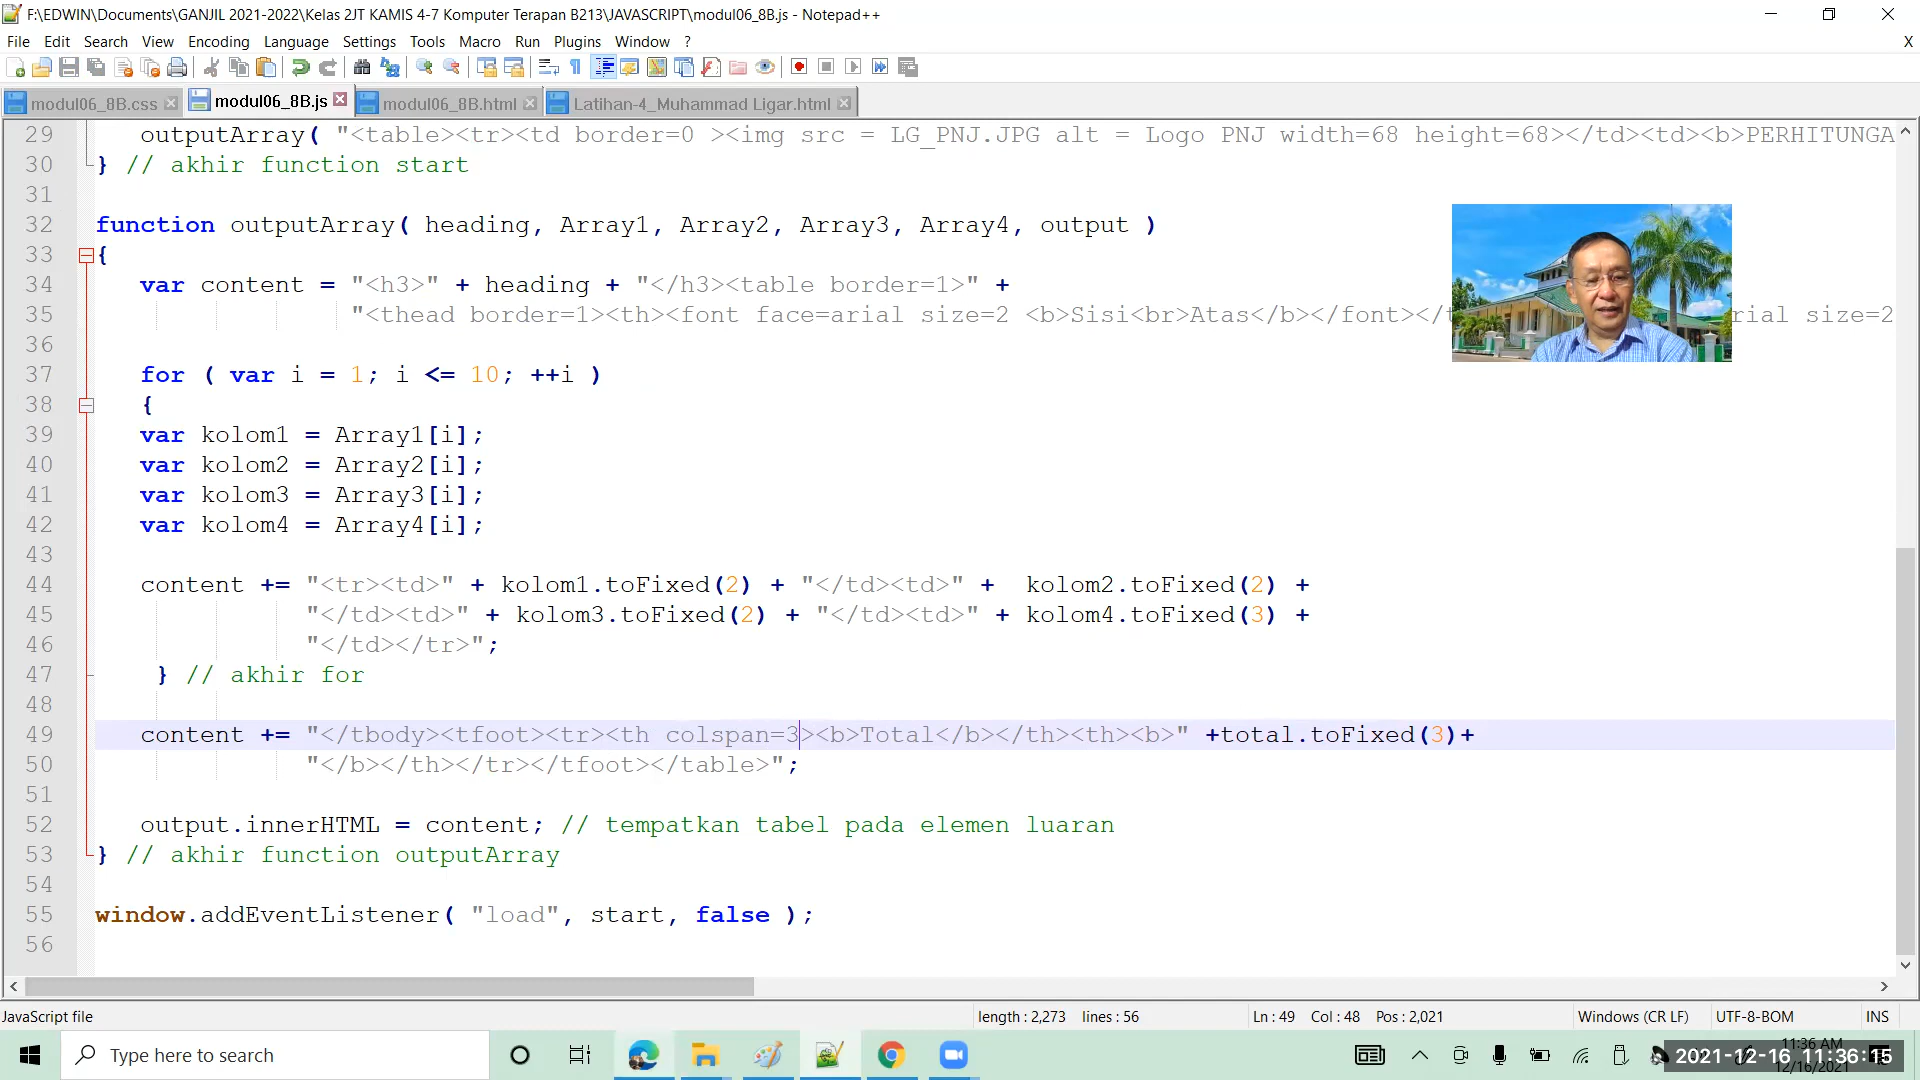 F:\EDWIN\Documents\GANJIL 2021-2022\Kelas 2JT KAMIS 4-7 Komputer Terapan B213\JAVASCRIPT\modul06_8B.js - Notepad++
File Edit Search View Encoding Language Settings Tools Macro Run Plugins Window ? X
modul06_8B.css modul06_8B.js modul06_8B.html Latihan-4_Muhammad Ligar.html
29 outputArray( "<table><tr><td border=0 ><img src = LG_PNJ.JPG alt = Logo PNJ width=68 height=68></td><td><b>PERHITUNGA
30 } // akhir function start
31
32 function outputArray( heading, Array1, Array2, Array3, Array4, output )
33 {
34 var content = "<h3>" + heading + "</h3><table border=1>" +
35 "<thead border=1><th><font face=arial size=2 <b>Sisi<br>Atas</b></font></t rial size=2
36
37 for ( var i = 1; i <= 10; ++i )
38 {
39 var kolom1 = Array1[i];
40 var kolom2 = Array2[i];
41 var kolom3 = Array3[i];
42 var kolom4 = Array4[i];
43
44 content += "<tr><td>" + kolom1.toFixed(2) + "</td><td>" + kolom2.toFixed(2) +
45 "</td><td>" + kolom3.toFixed(2) + "</td><td>" + kolom4.toFixed(3) +
46 "</td></tr>";
47 } // akhir for
48
49 content += "</tbody><tfoot><tr><th colspan=3><b>Total</b></th><th><b>" +total.toFixed(3)+
50 "</b></th></tr></tfoot></table>";
51
52 output.innerHTML = content; // tempatkan tabel pada elemen luaran
53 } // akhir function outputArray
54
55 window.addEventListener( "load", start, false );
56
JavaScript file length : 2,273 lines : 56 Ln : 49 Col : 48 Pos : 2,021 Windows (CR LF) UTF-8-BOM INS
Type here to search
11:36 AM
2021-12-16 11:36:15
12/16/2021